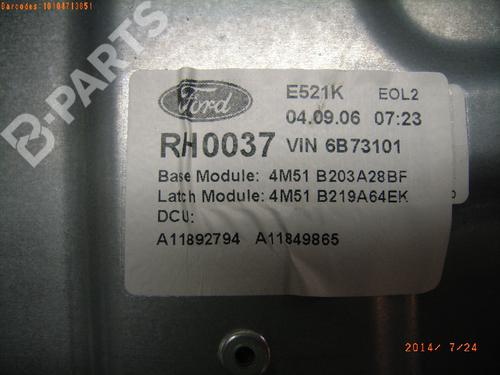 Barcodes:10104713051
B-PARTS
Ford
E521K EOL2
04.09.06 07:23
RH0037 VIN 6B73101
Base Module: 4M51 B203A28BF
Latch Module: 4M51 B219A64EK
DCU:
A11892794 A11849865
2014/ 7/24